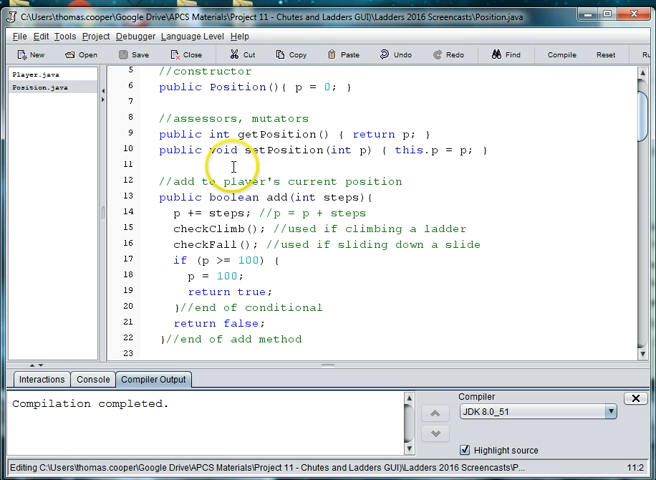 C:\Users\thomas.cooper\Google Drive\APCS Materials\Project 11 - Chutes and Ladders GUI\Ladders 2016 Screencasts\Position.java
File Edit Tools Project Debugger Language Level Help
New Open Save Close Cut Copy Paste Undo Redo Find Compile Reset Ru
Player.java
Position.java
5 //constructor
6 public Position(){ p = 0; }
7
8 //assessors, mutators
9 public int getPosition() { return p; }
10 public void setPosition(int p) { this.p = p; }
11
12 //add to player's current position
13 public boolean add(int steps){
14 p += steps; //p = p + steps
15 checkClimb(); //used if climbing a ladder
16 checkFall(); //used if sliding down a slide
17 if (p >= 100) {
18 p = 100;
19 return true;
20 }//end of conditional
21 return false;
22 }//end of add method
23
Interactions Console Compiler Output
Compilation completed.
Compiler
JDK 8.0_51
Highlight source
Editing C:\Users\thomas.cooper\Google Drive\APCS Materials\Project 11 - Chutes and Ladders GUI\Ladders 2016 Screencasts\P... 11:2